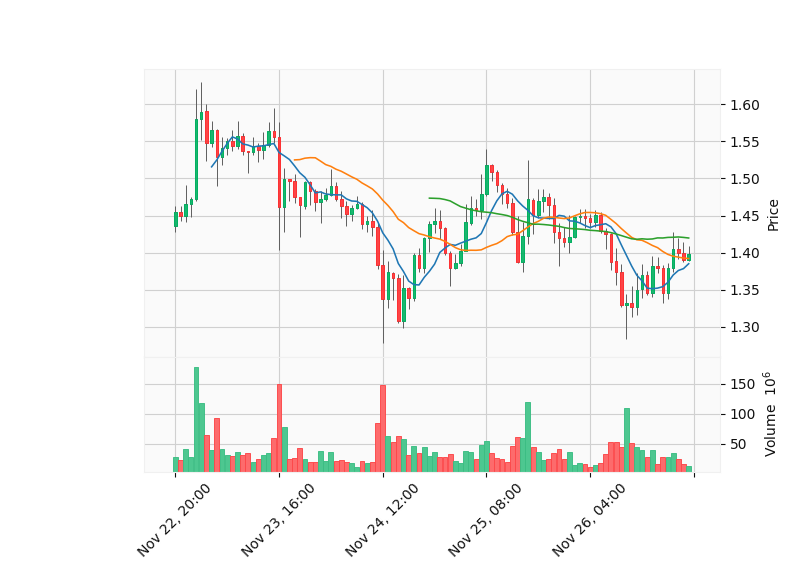 1.60
1.55
1.50
1.45
1.40
1.35
1.30
Price
150
100
50
Volume 10^6
Nov 22, 20:00
Nov 23, 16:00
Nov 24, 12:00
Nov 25, 08:00
Nov 26, 04:00